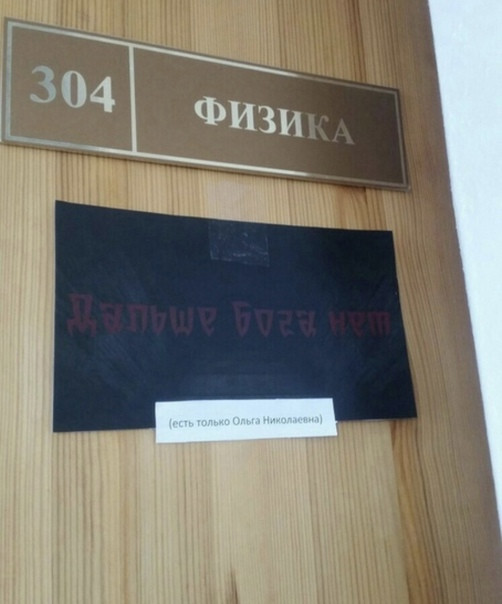 304
ФИЗИКА
Дальше бога нет
(есть только Ольга Николаевна)